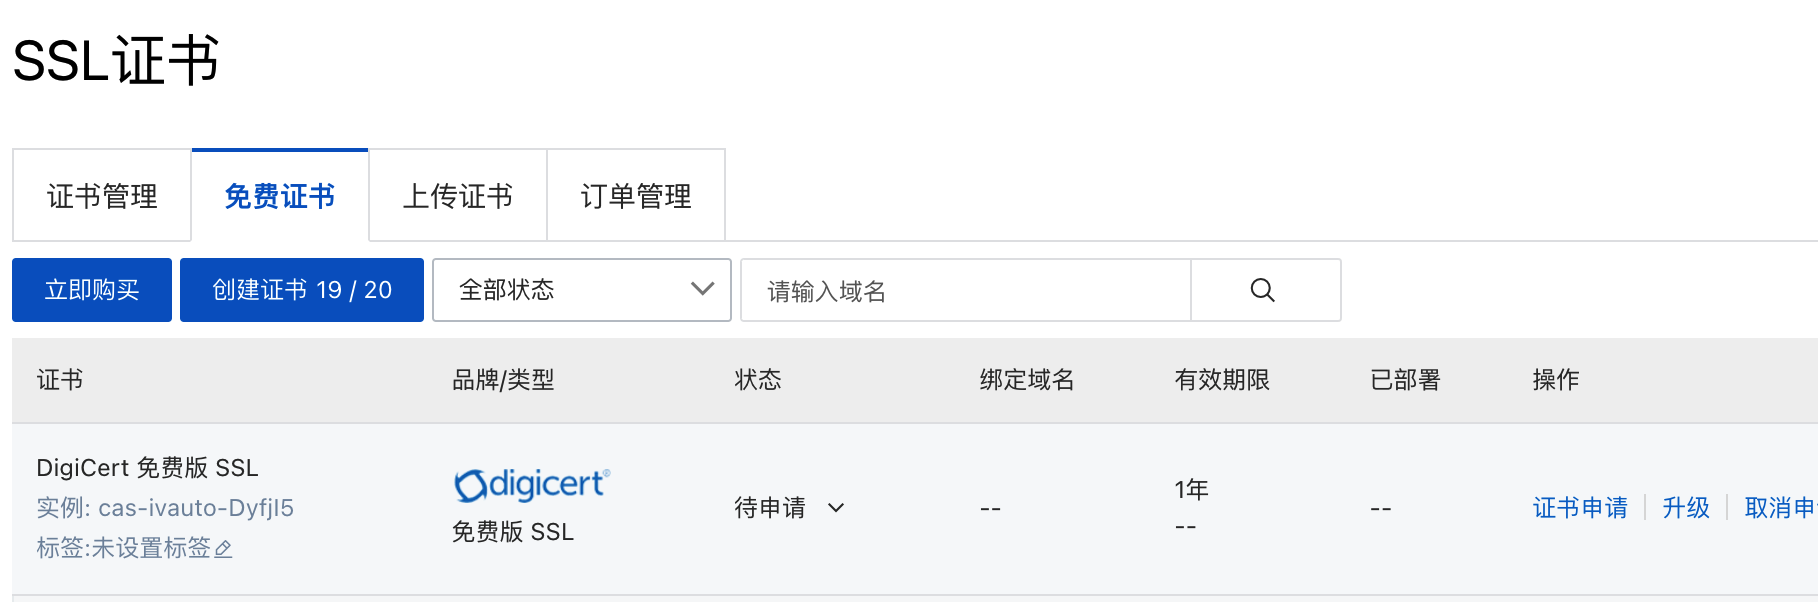 SSL证书
证书管理 免费证书 上传证书 订单管理
立即购买 创建证书 19 / 20 全部状态 请输入域名
证书 品牌/类型 状态 绑定域名 有效期限 已部署 操作
DigiCert 免费版 SSL
实例: cas-ivauto-DyfjI5
标签:未设置标签
digicert®
免费版 SSL
待申请
--
1年
--
--
证书申请 升级 取消申